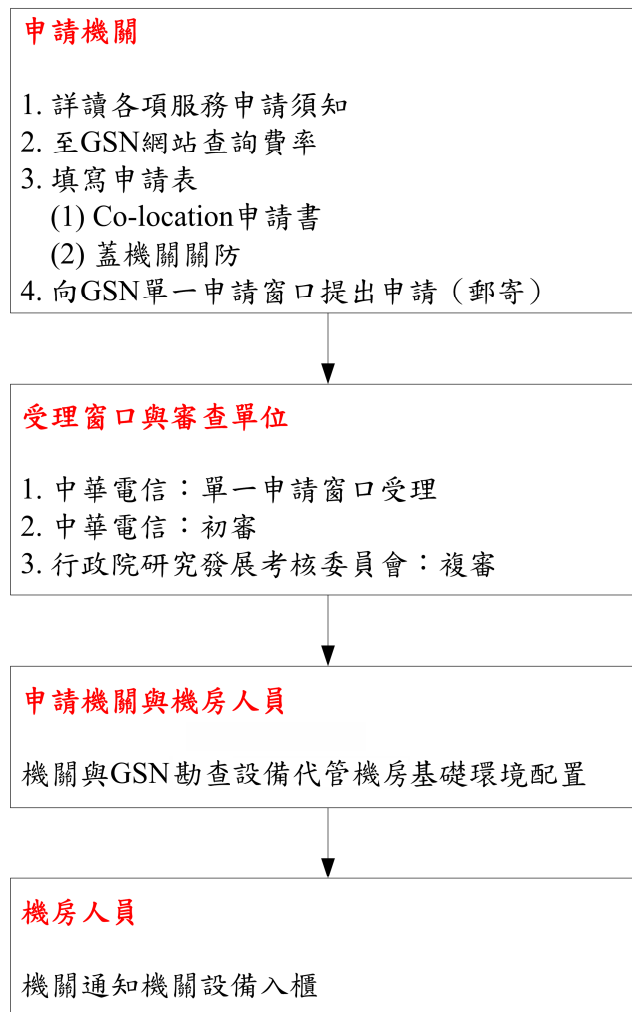 申請機關
1. 詳讀各項服務申請須知
2. 至GSN網站查詢費率
3. 填寫申請表
(1) Co-location申請書
(2) 蓋機關關防
4. 向GSN單一申請窗口提出申請（郵寄）
受理窗口與審查單位
1. 中華電信：單一申請窗口受理
2. 中華電信：初審
3. 行政院研究發展考核委員會：複審
申請機關與機房人員
機關與GSN勘查設備代管機房基礎環境配置
機房人員
機關通知機關設備入櫃